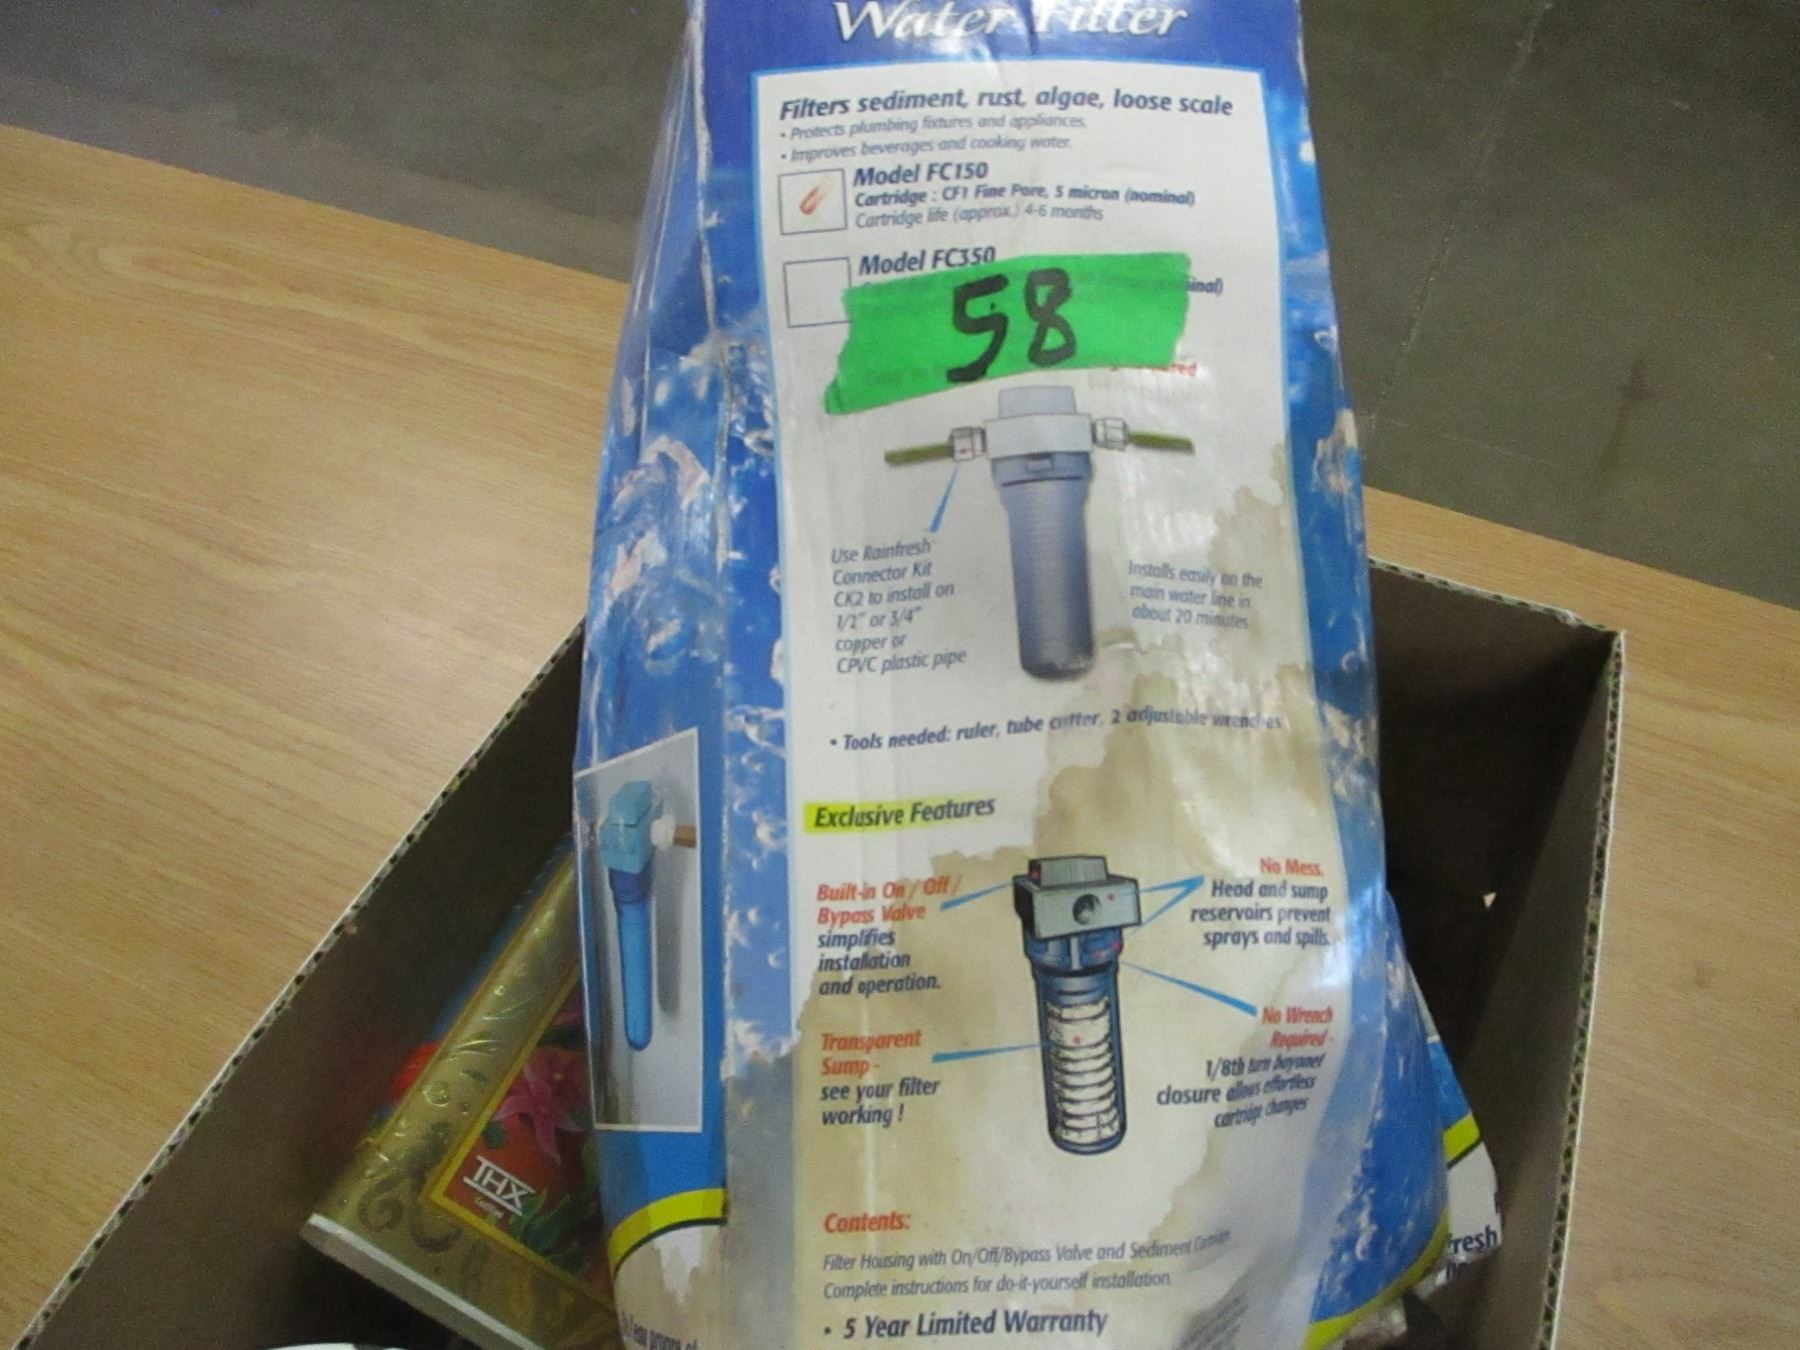 Water Filter
Filters sediment, rust, algae, loose scale
• Protects plumbing fixtures and appliances.
• Improves beverages and cooking water.
Model FC150
Cartridge : CF1 Fine Pore, 5 micron (nominal)
Cartridge life (approx.) 4-6 months
Model FC350
58
Use Rainfresh
Connector Kit
CK2 to install on
1/2" or 3/4"
copper or
CPVC plastic pipe
Installs easily on the
main water line in
about 20 minutes
• Tools needed: ruler, tube cutter, 2 adjustable wrenches
Exclusive Features
Built-in On / Off /
Bypass Valve
simplifies
installation
and operation.
No Mess.
Head and sump
reservoirs prevent
sprays and spills.
Transparent
Sump -
see your filter
working !
No Wrench
Required -
1/8th turn bayonet
closure allows effortless
cartridge changes
Contents:
Filter Housing with On/Off/Bypass Valve and Sediment Cartridge
Complete instructions for do-it-yourself installation.
• 5 Year Limited Warranty
THX
Certified